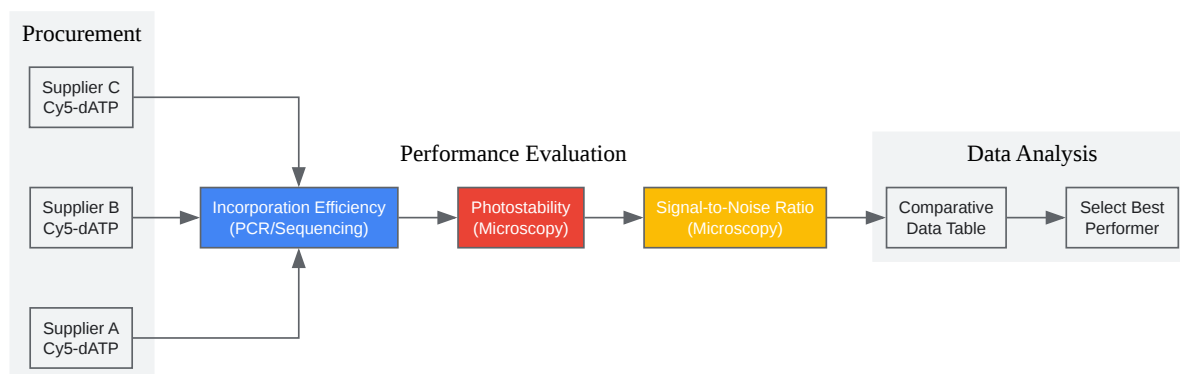 Procurement
Supplier C
Cy5-dATP
Supplier B
Cy5-dATP
Supplier A
Cy5-dATP
Performance Evaluation
Incorporation Efficiency
(PCR/Sequencing)
Photostability
(Microscopy)
Signal-to-Noise Ratio
(Microscopy)
Data Analysis
Comparative
Data Table
Select Best
Performer